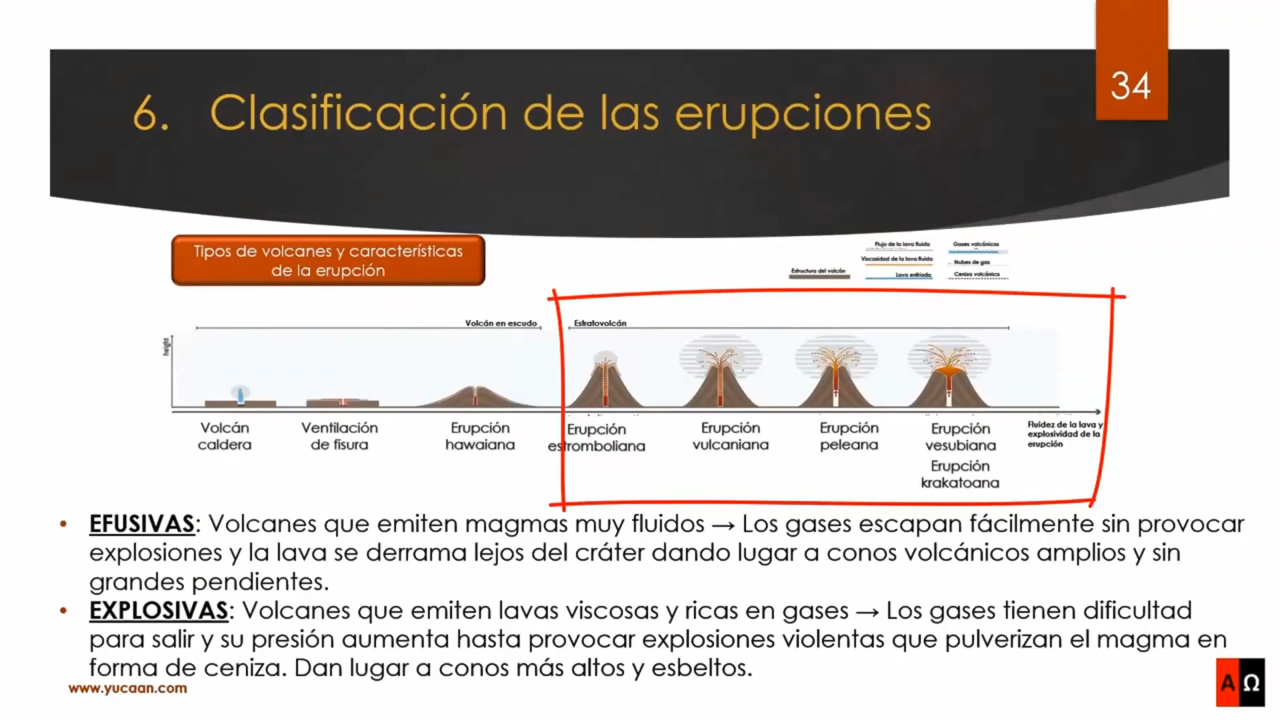 34
6. Clasificación de las erupciones
Tipos de volcanes y características
de la erupción
Flujo de la lava fluida
Viscosidad de la lava fluida
Lava enfriada
Gases volcánicos
Nubes de gas
Ceniza volcánica
Estructura del volcán
Volcán en escudo
Estratovolcán
height
Volcán
caldera
Ventilación
de fisura
Erupción
hawaiana
Erupción
estromboliana
Erupción
vulcaniana
Erupción
peleana
Erupción
vesubiana
Erupción
krakatoana
Fluidez de la lava y
explosividad de la
erupción
• EFUSIVAS: Volcanes que emiten magmas muy fluidos → Los gases escapan fácilmente sin provocar
explosiones y la lava se derrama lejos del cráter dando lugar a conos volcánicos amplios y sin
grandes pendientes.
• EXPLOSIVAS: Volcanes que emiten lavas viscosas y ricas en gases → Los gases tienen dificultad
para salir y su presión aumenta hasta provocar explosiones violentas que pulverizan el magma en
forma de ceniza. Dan lugar a conos más altos y esbeltos.
www.yucaan.com
A Ω